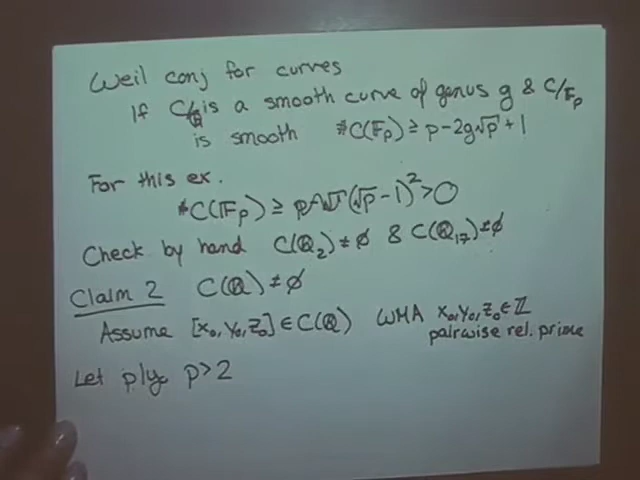 Weil conj for curves
If C/ℚ is a smooth curve of genus g & C/𝔽p
is smooth #C(𝔽p) ≥ p-2g√p+1
For this ex.
#C(𝔽p) ≥ (√p-1)²>0
Check by hand C(ℚ₂) ≠ ∅ & C(ℚ₁₇) ≠ ∅
Claim 2 C(ℚ) ≠ ∅
Assume [x₀, y₀, z₀] ∈ C(ℚ) WMA x₀, y₀, z₀ ∈ ℤ
pairwise rel. prime
Let p|y₀ p>2